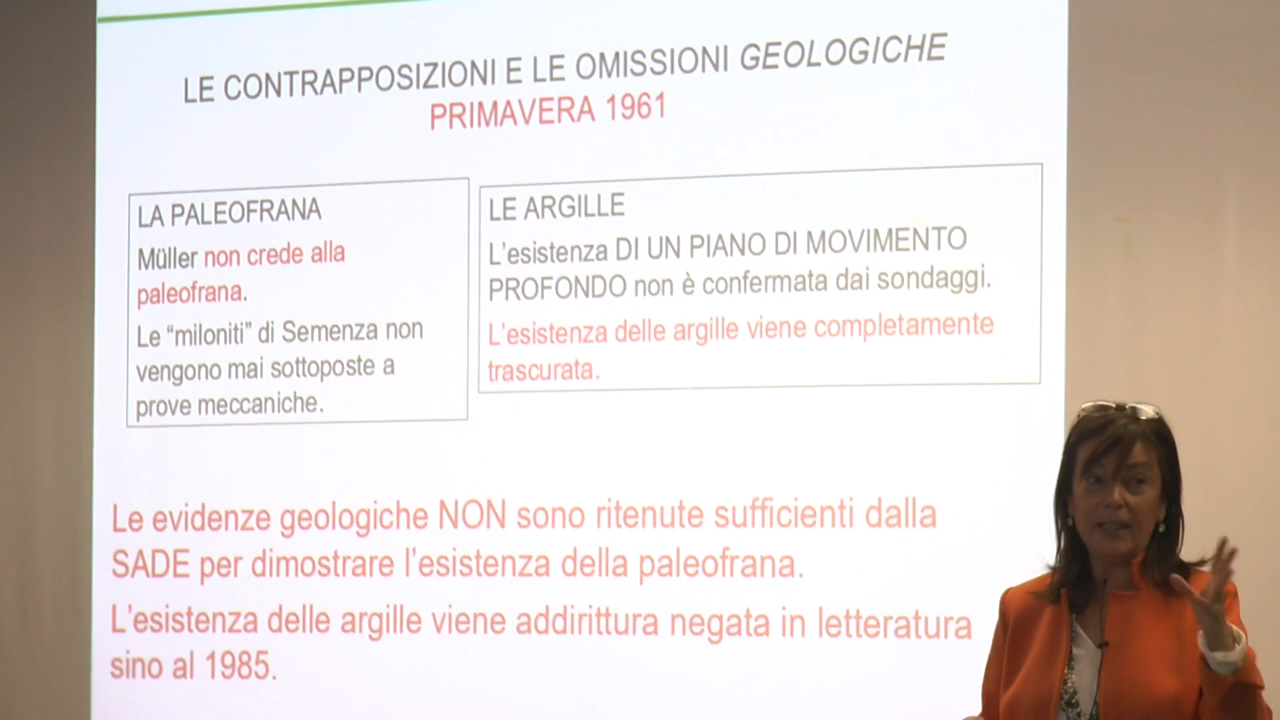 LE CONTRAPPOSIZIONI E LE OMISSIONI GEOLOGICHE
PRIMAVERA 1961
LA PALEOFRANA
Müller non crede alla
paleofrana.
Le “miloniti” di Semenza non
vengono mai sottoposte a
prove meccaniche.
LE ARGILLE
L’esistenza DI UN PIANO DI MOVIMENTO
PROFONDO non è confermata dai sondaggi.
L’esistenza delle argille viene completamente
trascurata.
Le evidenze geologiche NON sono ritenute sufficienti dalla
SADE per dimostrare l’esistenza della paleofrana.
L’esistenza delle argille viene addirittura negata in letteratura
sino al 1985.